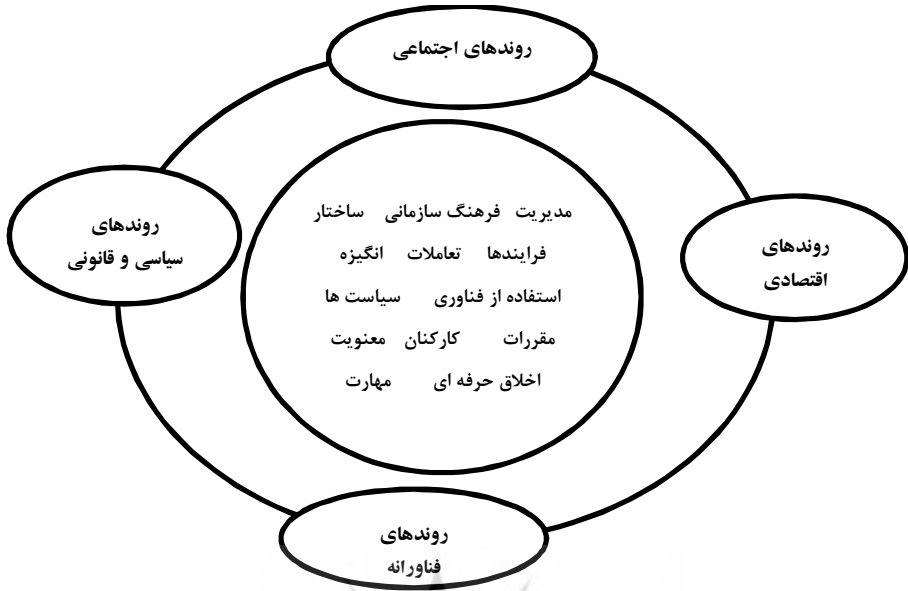 روندهای اجتماعی
روندهای
سیاسی و قانونی
روندهای
اقتصادی
مدیریت فرهنگ سازمانی ساختار
فرایندها تعاملات انگیزه
استفاده از فناوری سیاست ها
مقررات کارکنان معنویت
اخلاق حرفه ای مهارت
روندهای
فناورانه